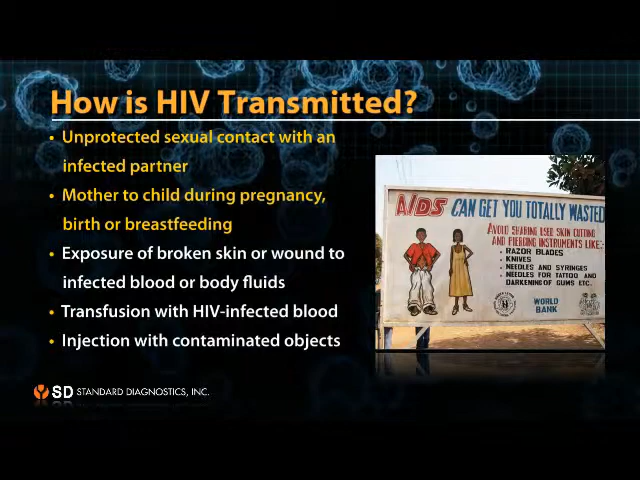 How is HIV Transmitted?
• Unprotected sexual contact with an
infected partner
• Mother to child during pregnancy,
birth or breastfeeding
• Exposure of broken skin or wound to
infected blood or body fluids
• Transfusion with HIV-infected blood
• Injection with contaminated objects
AIDS CAN GET YOU TOTALLY WASTED
AVOID SHARING USED SKIN CUTTING
AND PIERCING INSTRUMENTS LIKE:
• RAZOR BLADES
• KNIVES
• NEEDLES AND SYRINGES
• NEEDLES FOR TATTOO AND
DARKENING OF GUMS ETC.
WORLD
BANK
SD STANDARD DIAGNOSTICS, INC.